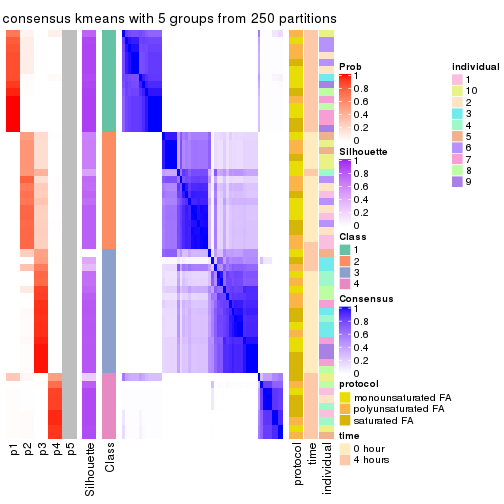 consensus kmeans with 5 groups from 250 partitions
Prob
1
0.8
0.6
0.4
0.2
0
Silhouette
1
0.8
0.6
0.4
0.2
0
Class
1
2
3
4
Consensus
1
0.8
0.6
0.4
0.2
0
protocol
monounsaturated FA
polyunsaturated FA
saturated FA
time
0 hour
4 hours
individual
1
10
2
3
4
5
6
7
8
9
p1
p2
p3
p4
p5
Silhouette
Class
protocol
time
individual